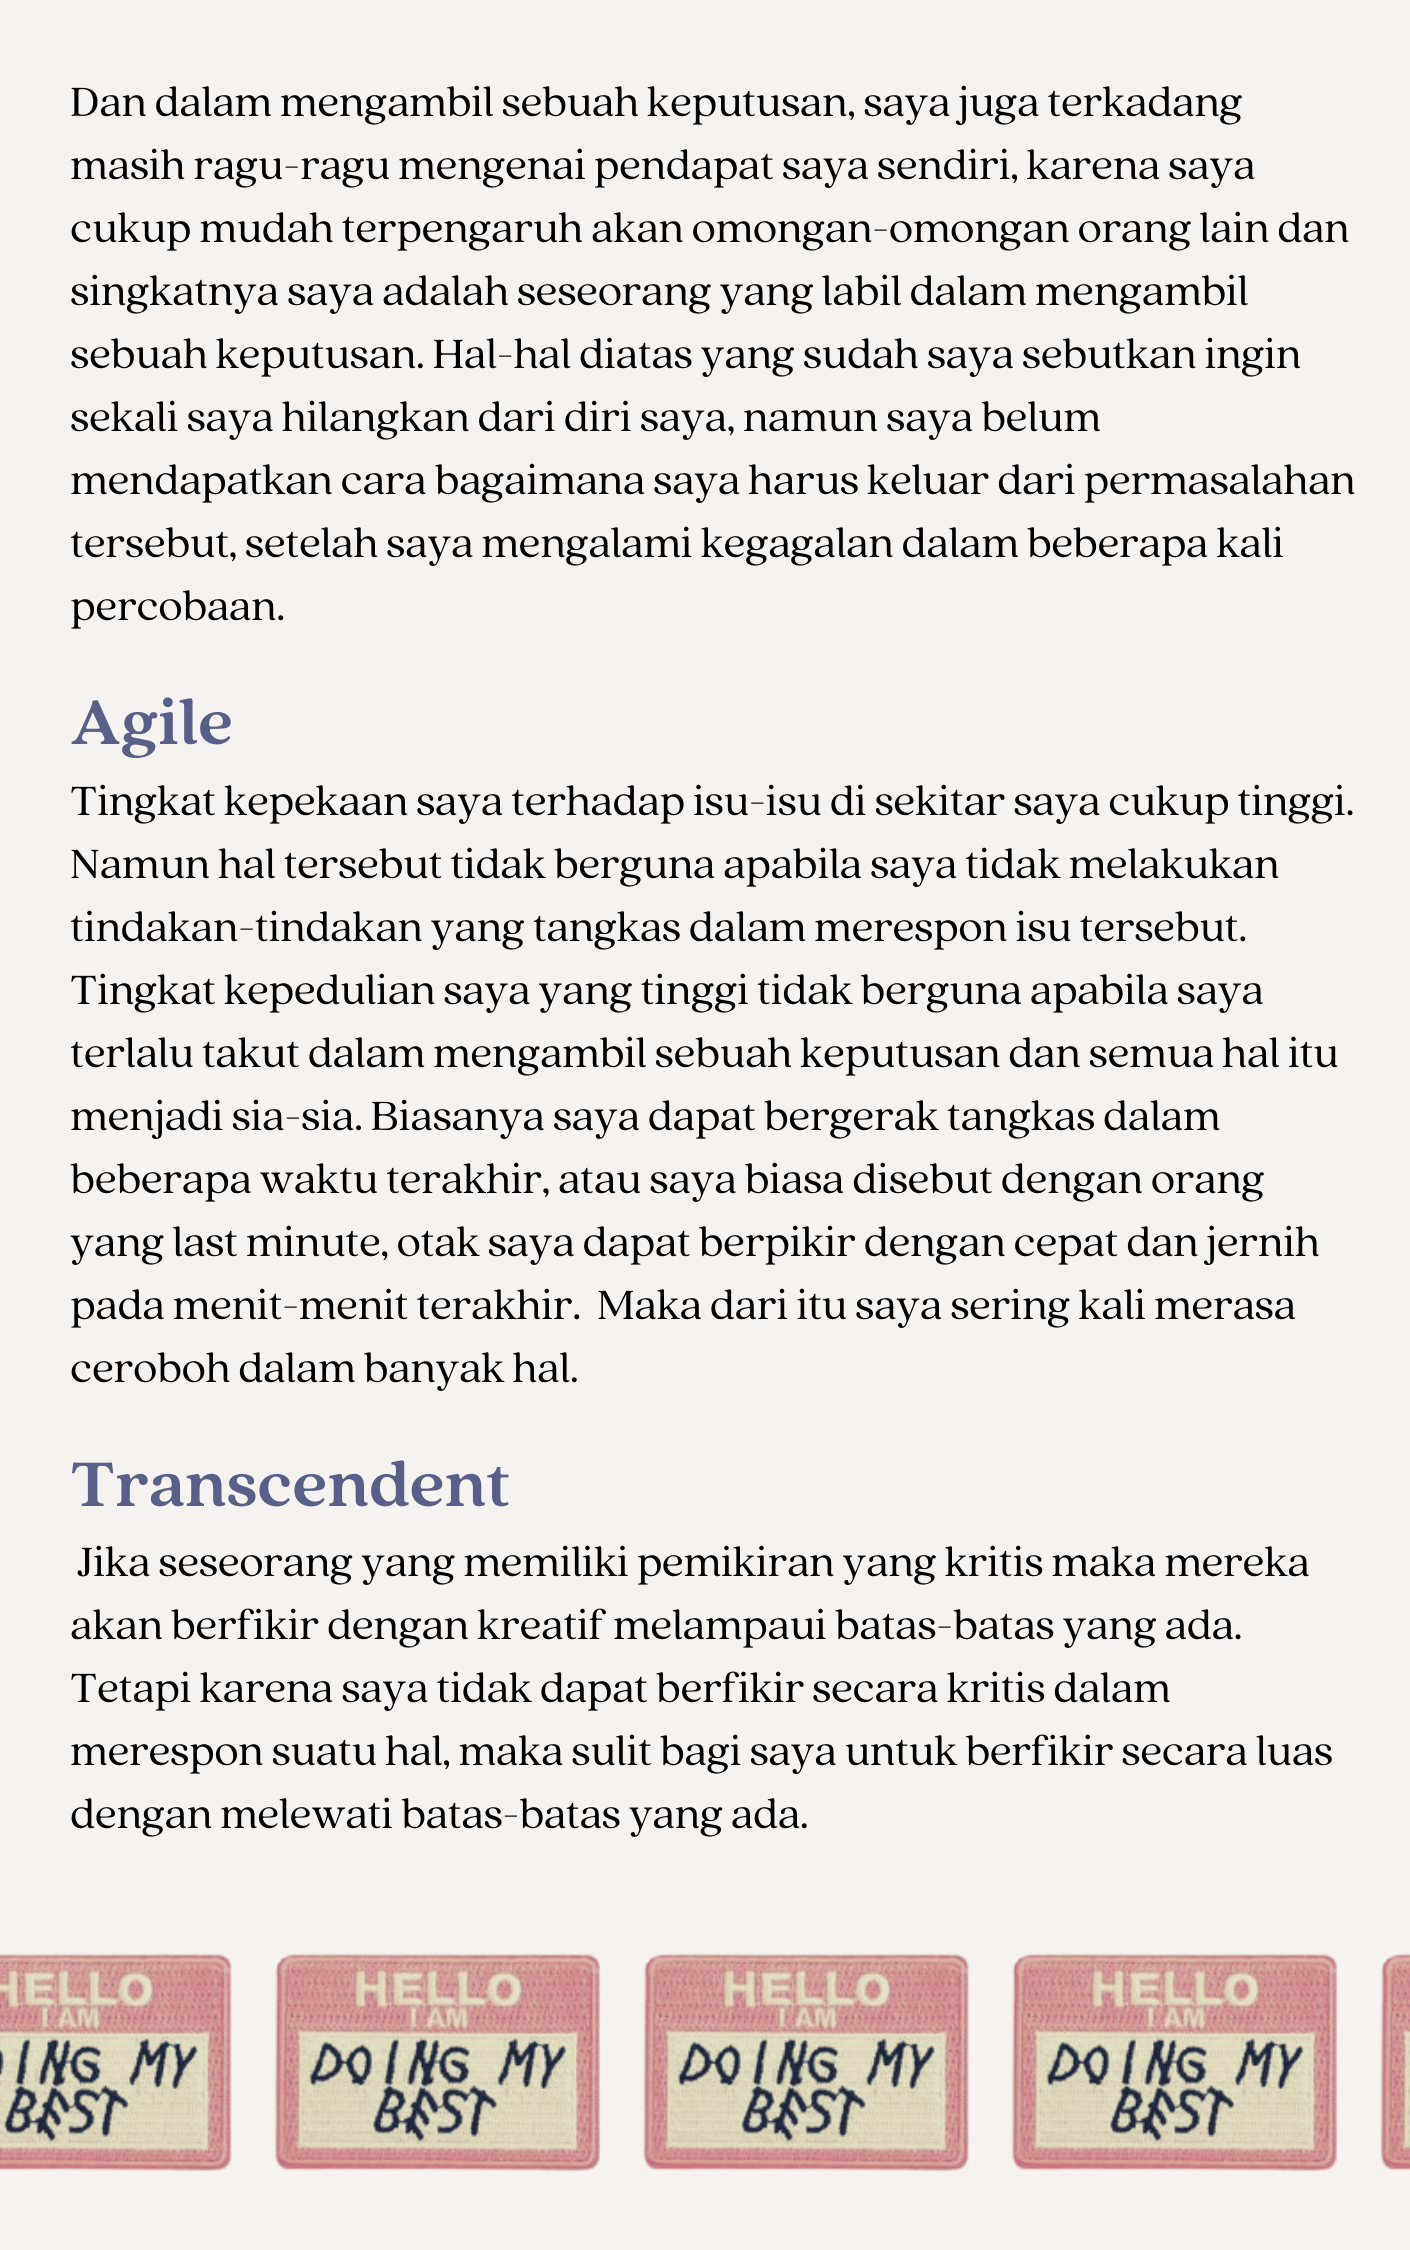 Dan dalam mengambil sebuah keputusan, saya juga terkadang
masih ragu-ragu mengenai pendapat saya sendiri, karena saya
cukup mudah terpengaruh akan omongan-omongan orang lain dan
singkatnya saya adalah seseorang yang labil dalam mengambil
sebuah keputusan. Hal-hal diatas yang sudah saya sebutkan ingin
sekali saya hilangkan dari diri saya, namun saya belum
mendapatkan cara bagaimana saya harus keluar dari permasalahan
tersebut, setelah saya mengalami kegagalan dalam beberapa kali
percobaan.
Agile
Tingkat kepekaan saya terhadap isu-isu di sekitar saya cukup tinggi.
Namun hal tersebut tidak berguna apabila saya tidak melakukan
tindakan-tindakan yang tangkas dalam merespon isu tersebut.
Tingkat kepedulian saya yang tinggi tidak berguna apabila saya
terlalu takut dalam mengambil sebuah keputusan dan semua hal itu
menjadi sia-sia. Biasanya saya dapat bergerak tangkas dalam
beberapa waktu terakhir, atau saya biasa disebut dengan orang
yang last minute, otak saya dapat berpikir dengan cepat dan jernih
pada menit-menit terakhir.  Maka dari itu saya sering kali merasa
ceroboh dalam banyak hal.
Transcendent
Jika seseorang yang memiliki pemikiran yang kritis maka mereka
akan berfikir dengan kreatif melampaui batas-batas yang ada.
Tetapi karena saya tidak dapat berfikir secara kritis dalam
merespon suatu hal, maka sulit bagi saya untuk berfikir secara luas
dengan melewati batas-batas yang ada.
HELLO
I AM
DOING MY
BEST
HELLO
I AM
DOING MY
BEST
HELLO
I AM
DOING MY
BEST
HELLO
I AM
DOING MY
BEST